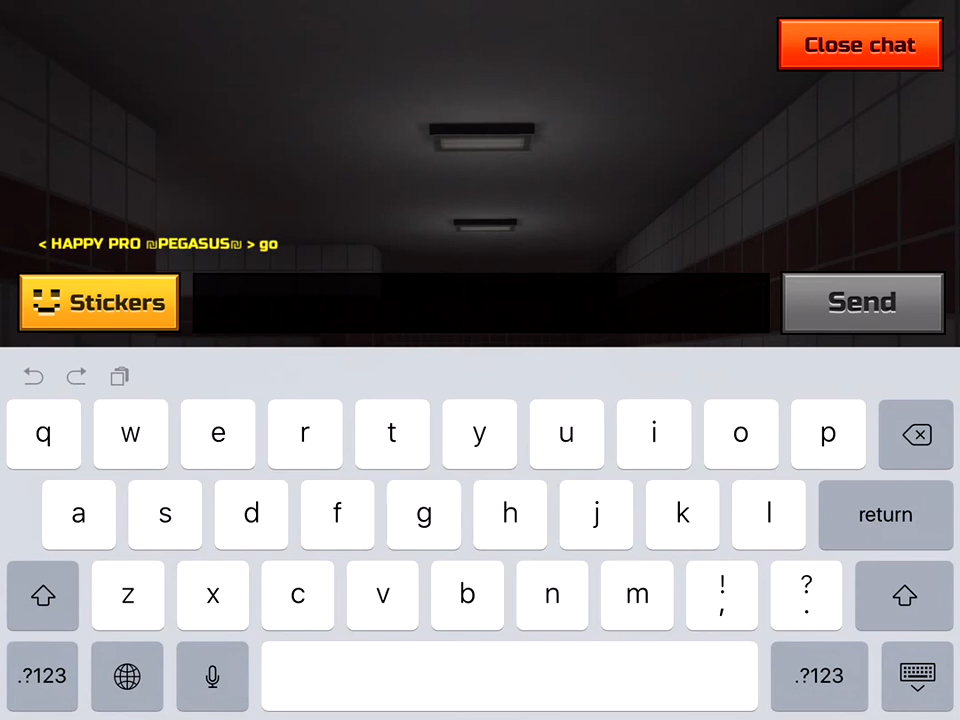 Close chat
< HAPPY PRO ₪PEGASUS₪ > go
Stickers
Send
q w e r t y u i o p
a s d f g h j k l return
z x c v b n m ! , ? .
.?123 .?123